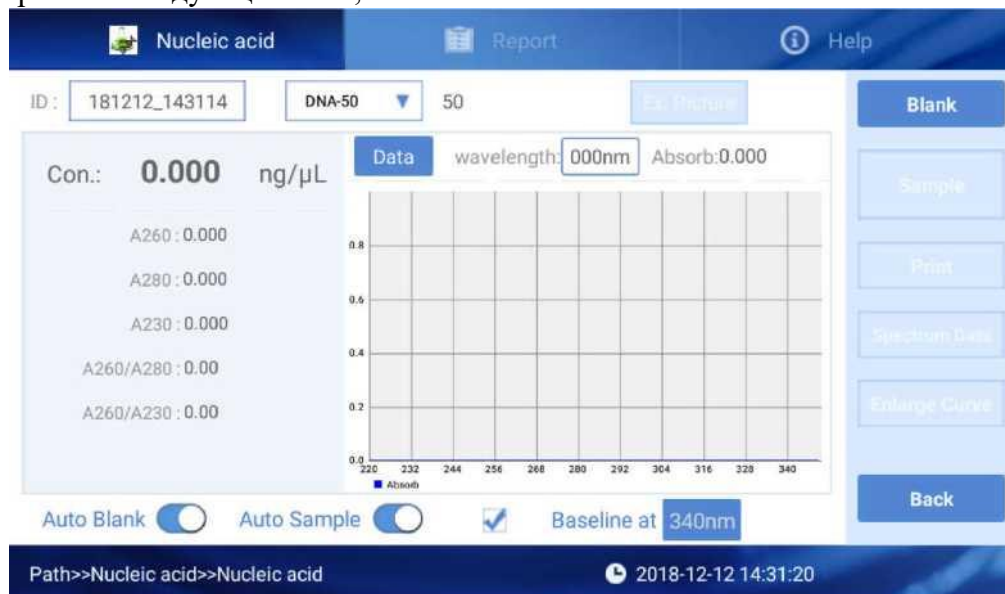 Nucleic acid Report Help
ID : 181212_143114 DNA-50 50 Ex. Picture Blank
Con.: 0.000 ng/µL Data wavelength: 000nm Absorb:0.000
Sample
A260 : 0.000
A280 : 0.000
A230 : 0.000
A260/A280 : 0.00
A260/A230 : 0.00
0.8
0.6
0.4
0.2
0.0
220 232 244 256 268 280 292 304 316 328 340
Absorb
Print
Spectrum Data
Enlarge Curve
Back
Auto Blank Auto Sample Baseline at 340nm
Path>>Nucleic acid>>Nucleic acid 2018-12-12 14:31:20